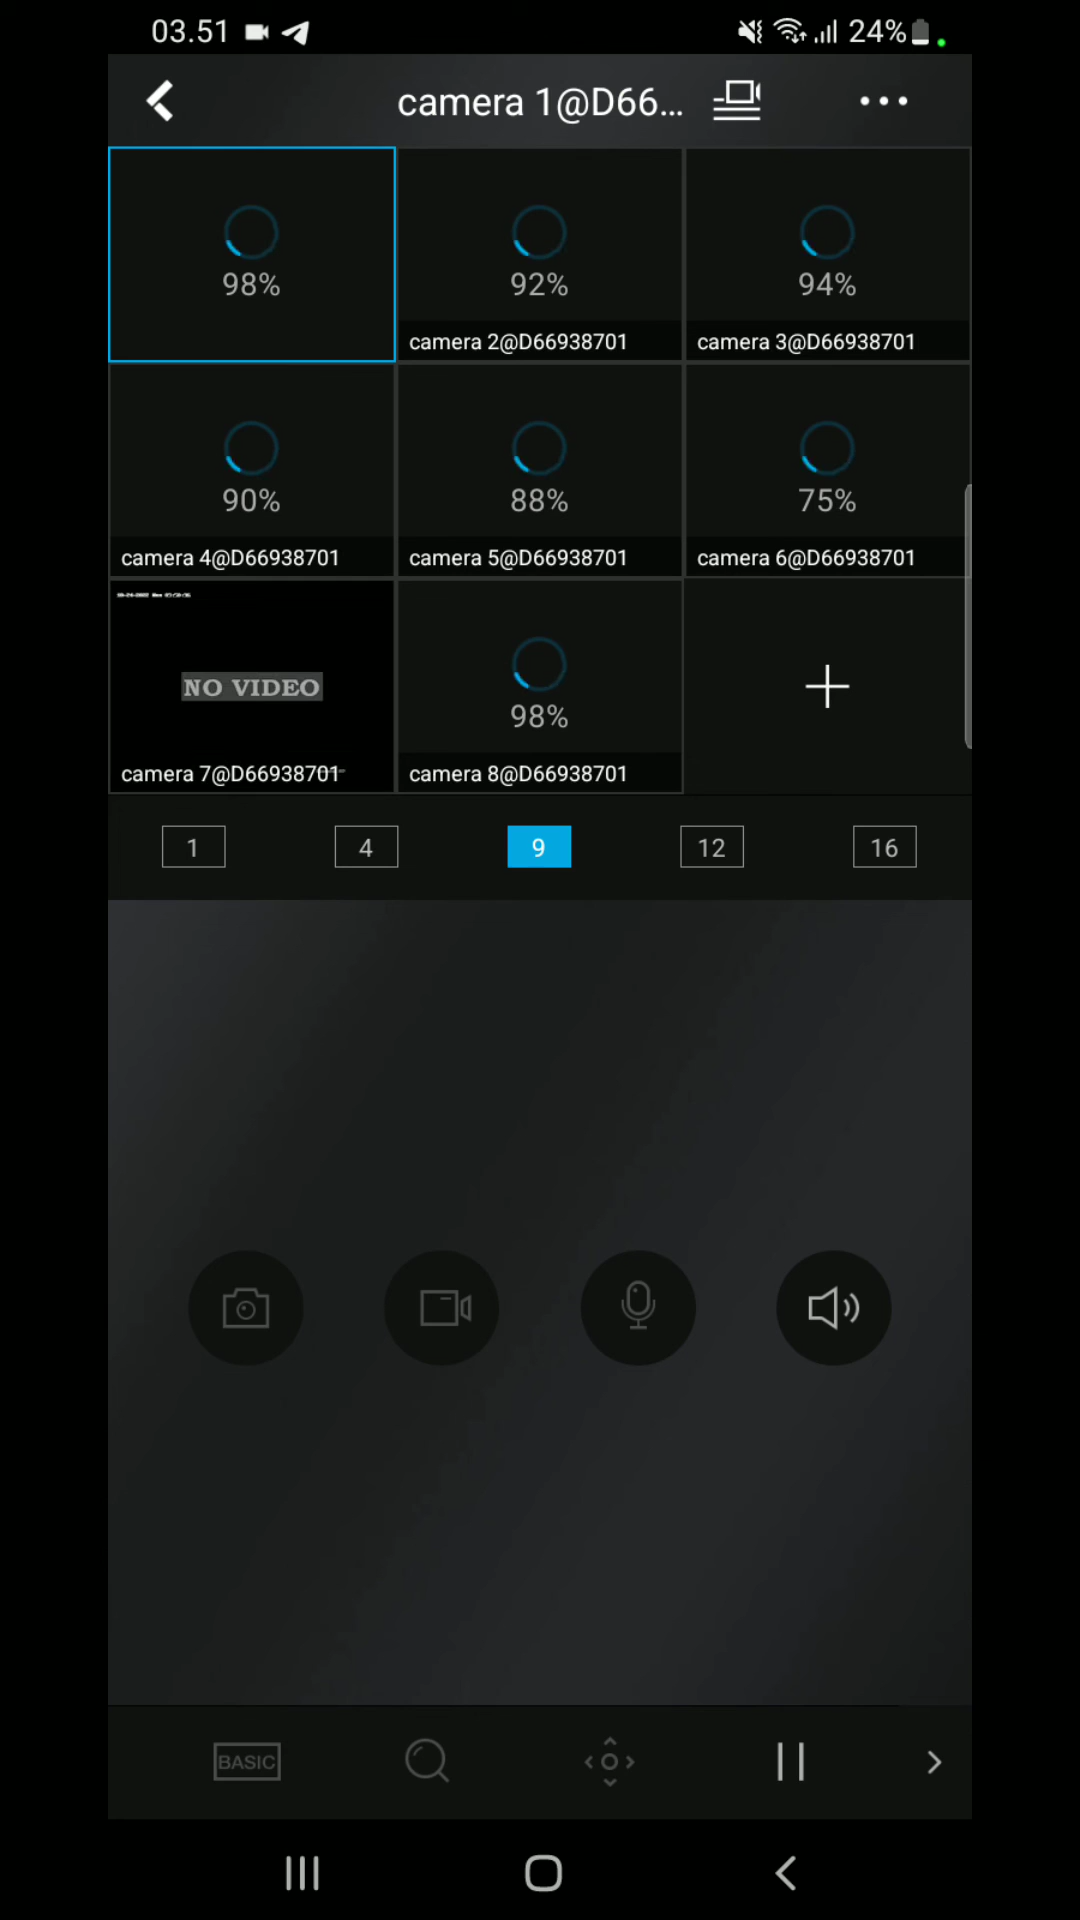 03.51
24%
camera 1@D66...
98%
92%
94%
camera 2@D66938701
camera 3@D66938701
90%
88%
75%
camera 4@D66938701
camera 5@D66938701
camera 6@D66938701
NO VIDEO
98%
camera 7@D66938701
camera 8@D66938701
1
4
9
12
16
BASIC